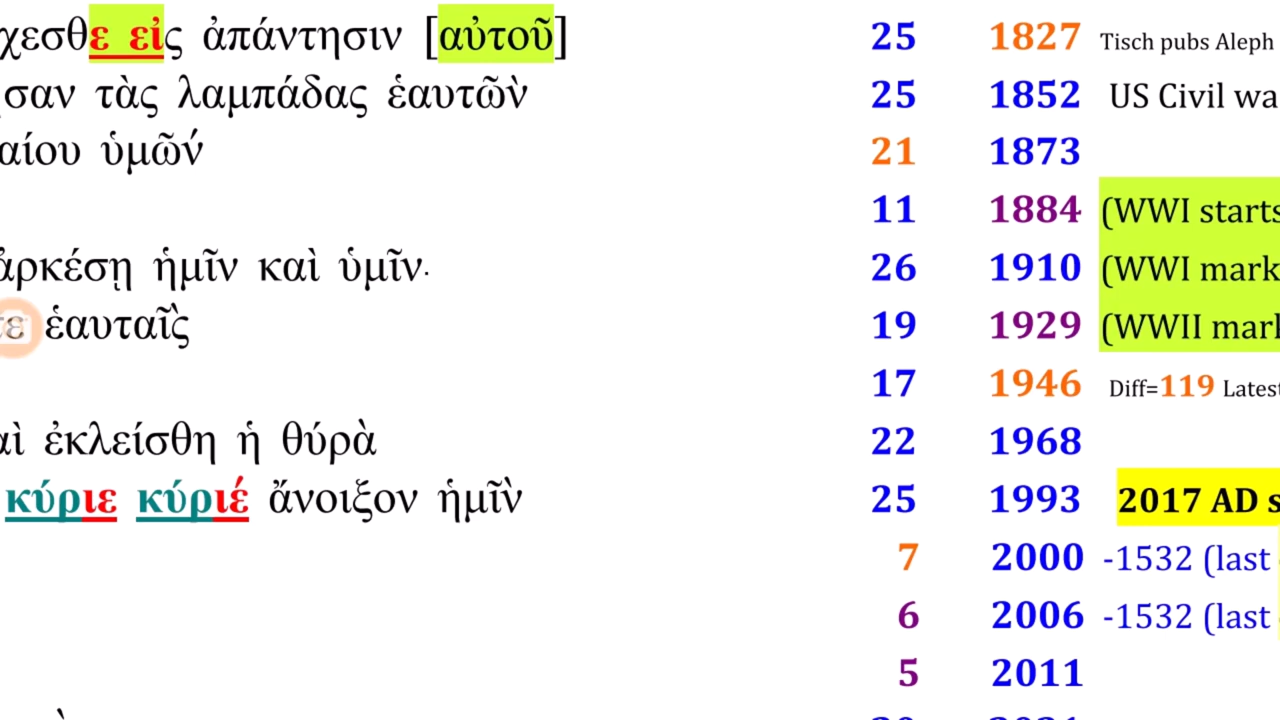 χεσθε εἰς ἀπάντησιν [αὐτοῦ] 25 1827 Tisch pubs Aleph
σαν τὰς λαμπάδας ἑαυτῶν̀ 25 1852 US Civil wa
αίου ὑμῶν́ 21 1873
11 1884 (WWI starts
ἀρκέσῃ ἡμῖν καὶ ὑμῖν· 26 1910 (WWI mark
τε ἑαυταῖς̀ 19 1929 (WWII mark
17 1946 Diff=119 Latest
αὶ ἐκλείσθη ἡ θύρὰ 22 1968
κύριε κύριέ ἄνοιξον ἡμῖν̀ 25 1993 2017 AD s
7 2000 -1532 (last
6 2006 -1532 (last
5 2011